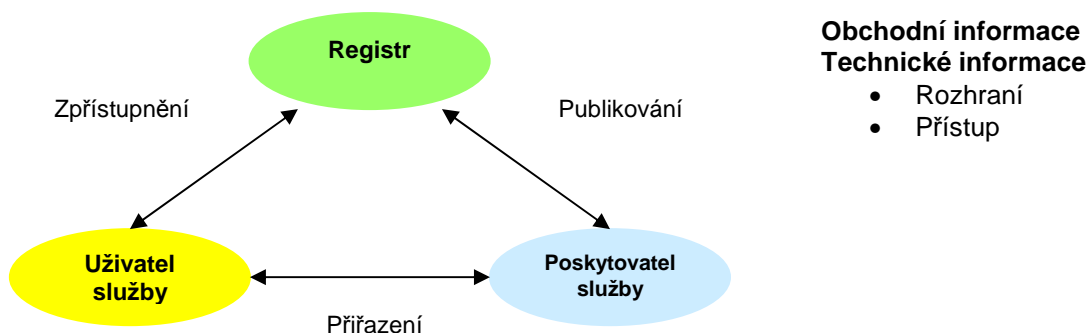 Registr
Obchodní informace
Technické informace
• Rozhraní
• Přístup
Zpřístupnění
Publikování
Uživatel
služby
Poskytovatel
služby
Přiřazení